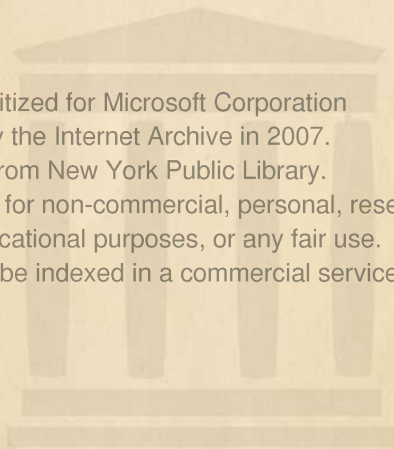 itized for Microsoft Corporation
y the Internet Archive in 2007.
rom New York Public Library.
for non-commercial, personal, rese
cational purposes, or any fair use.
be indexed in a commercial service